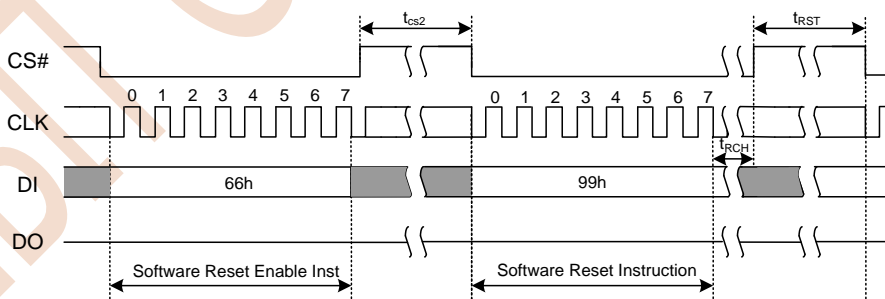 tcs2
tRST
CS#
0 1 2 3 4 5 6 7
0 1 2 3 4 5 6 7
CLK
tRCH
DI
66h
99h
DO
Software Reset Enable Inst
Software Reset Instruction